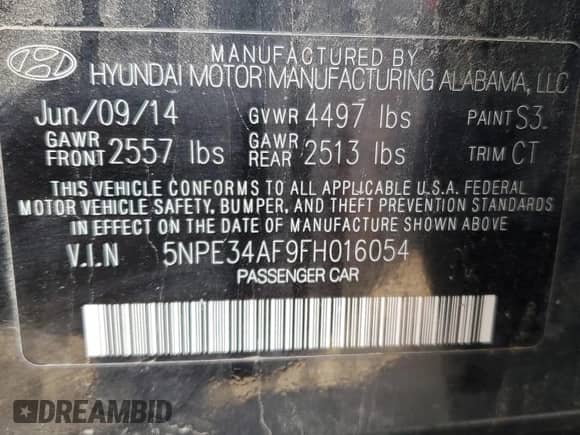 MANUFACTURED BY
HYUNDAI MOTOR MANUFACTURING ALABAMA, LLC
Jun/09/14 GVWR 4497 lbs PAINT S3
GAWR FRONT 2557 lbs GAWR REAR 2513 lbs TRIM CT
THIS VEHICLE CONFORMS TO ALL APPLICABLE U.S.A. FEDERAL
MOTOR VEHICLE SAFETY, BUMPER, AND THEFT PREVENTION STANDARDS
IN EFFECT ON THE DATE OF MANUFACTURE SHOWN ABOVE
V.I.N 5NPE34AF9FH016054
PASSENGER CAR
DREAMBID